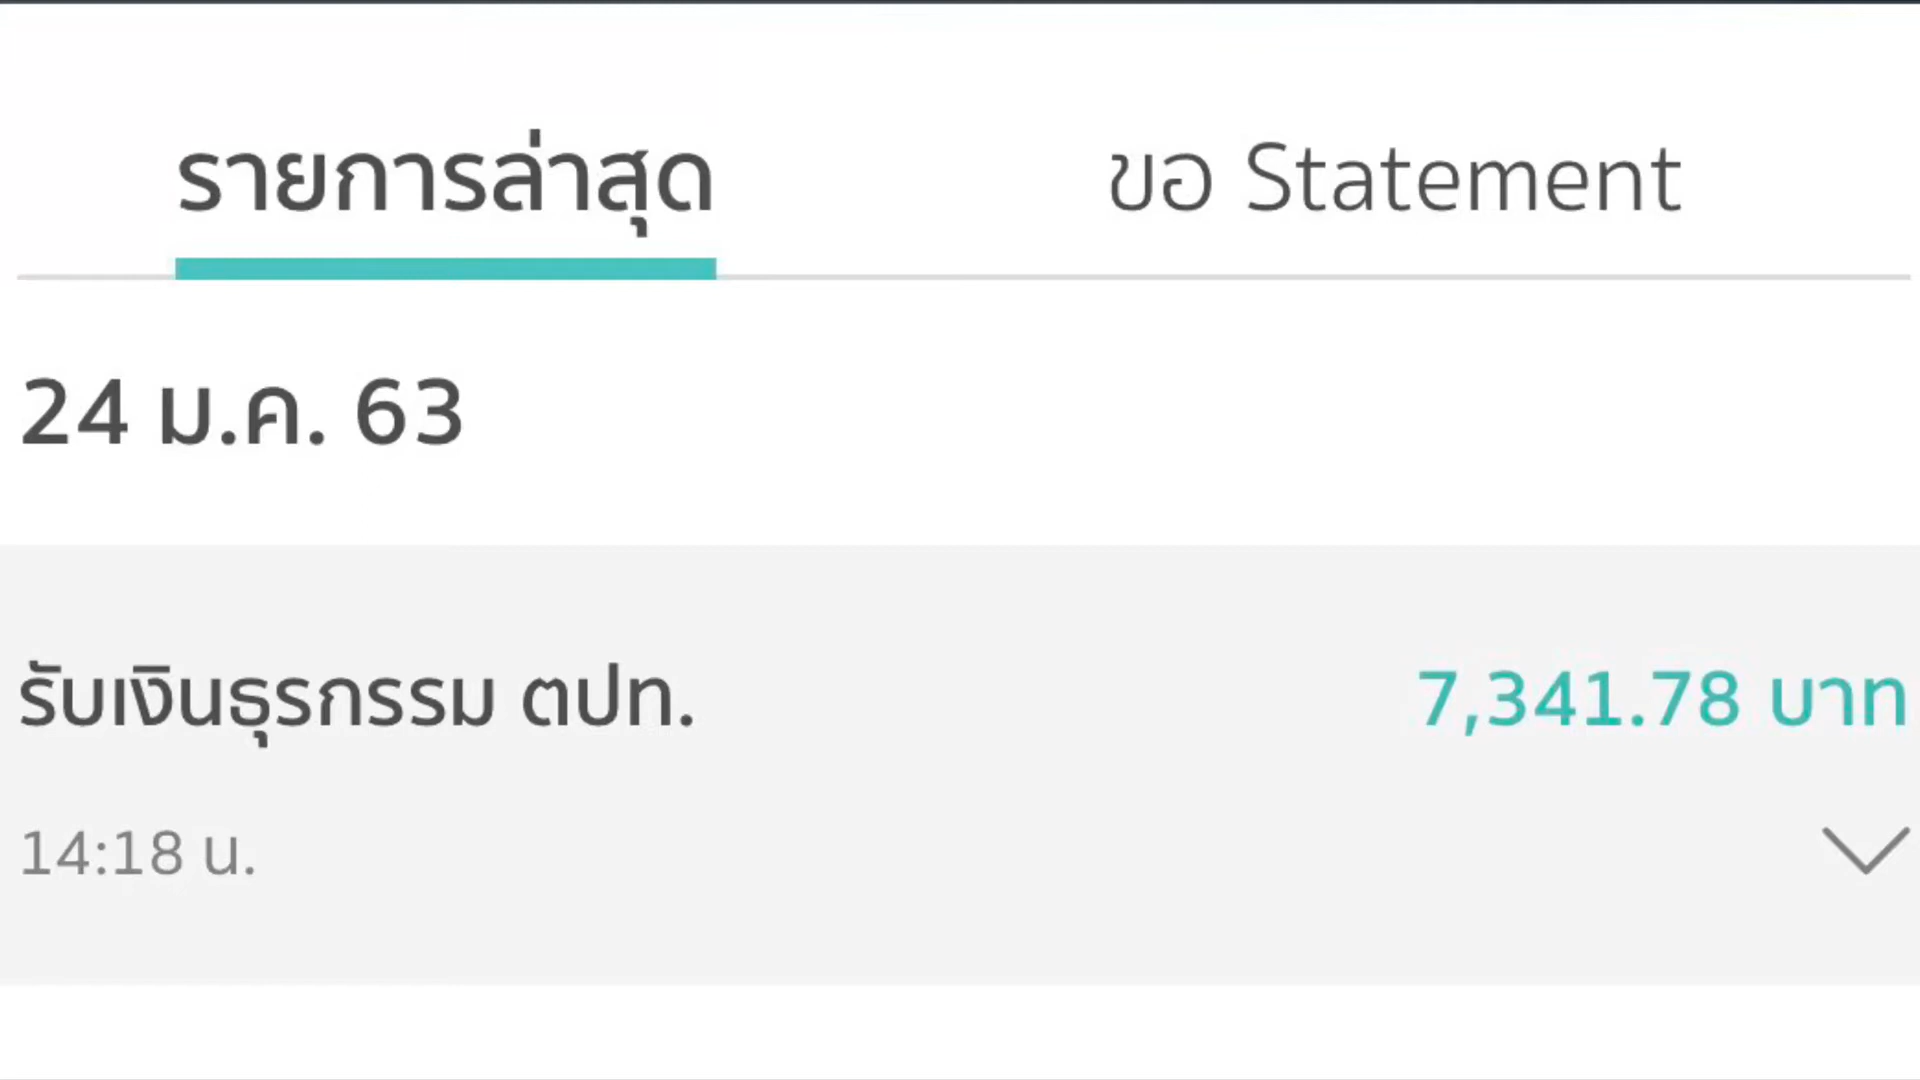 รายการล่าสุด
ขอ Statement
24 ม.ค. 63
รับเงินธุรกรรม ตปท.
7,341.78 บาท
14:18 น.